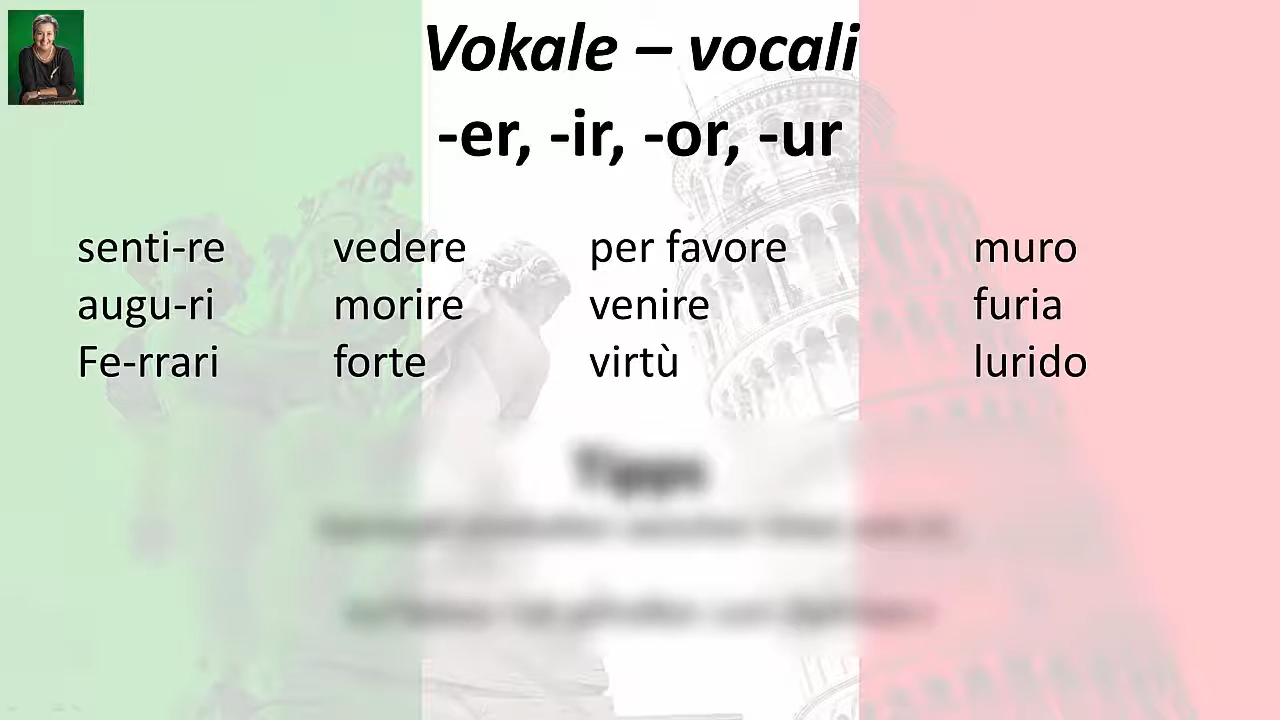 Vokale – vocali
-er, -ir, -or, -ur
senti-re vedere per favore muro
augu-ri morire venire furia
Fe-rrari forte virtù lurido
Tipps